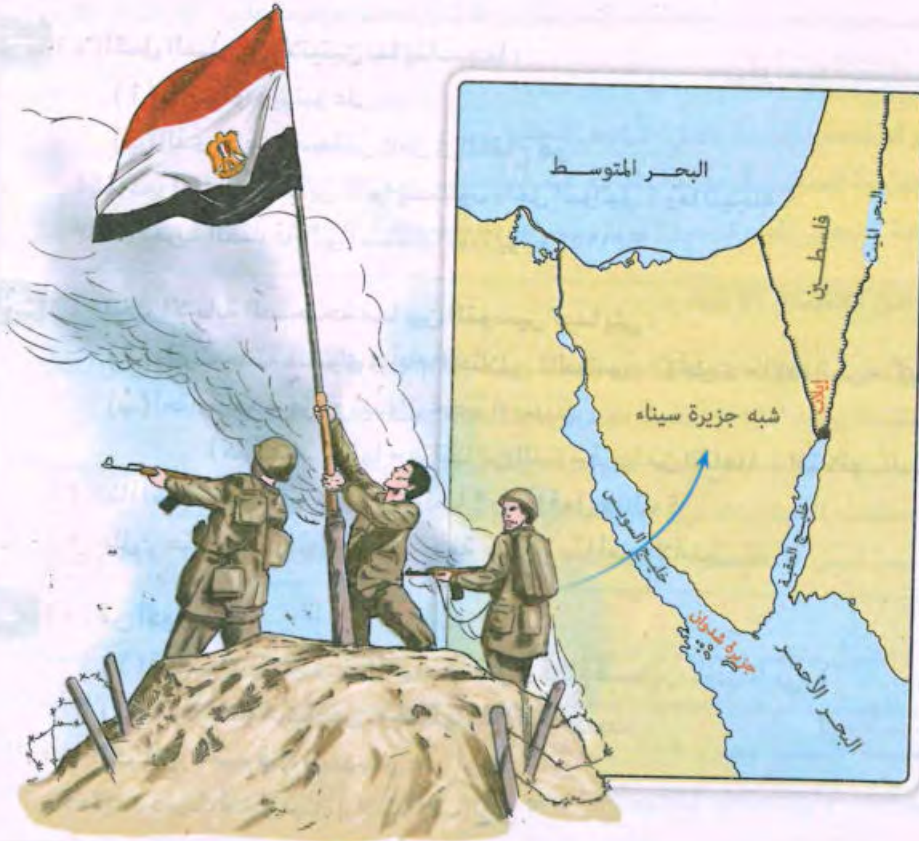 البحر المتوسط
فلسطين
البحر الميت
إيلات
شبه جزيرة سيناء
خليج السويس
خليج العقبة
جزيرة شدوان
البحر الأحمر